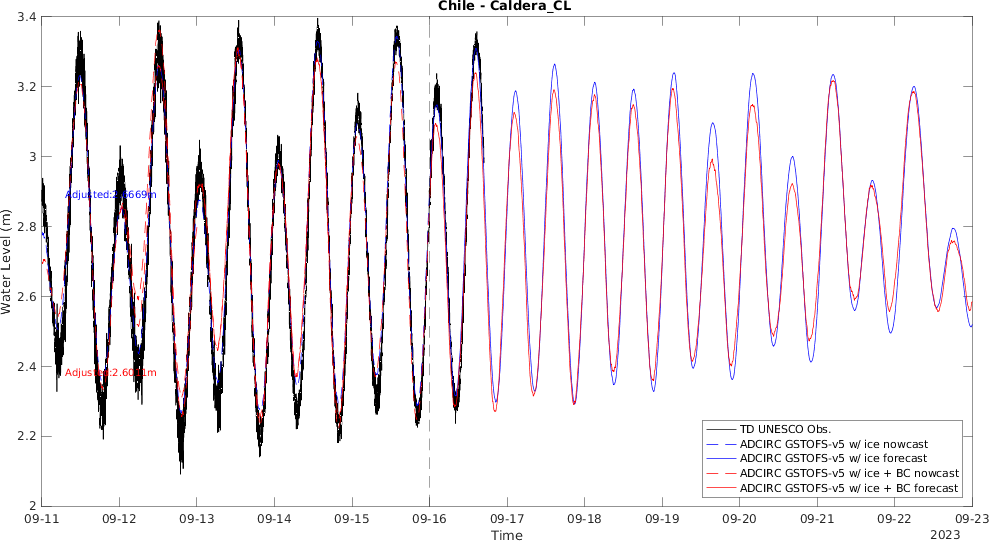 Chile - Caldera_CL
3.4
3.2
3
2.8
2.6
2.4
2.2
2
Water Level (m)
Adjusted:2.6669m
Adjusted:2.6011m
TD UNESCO Obs.
ADCIRC GSTOFS-v5 w/ ice nowcast
ADCIRC GSTOFS-v5 w/ ice forecast
ADCIRC GSTOFS-v5 w/ ice + BC nowcast
ADCIRC GSTOFS-v5 w/ ice + BC forecast
09-11 09-12 09-13 09-14 09-15 09-16 09-17 09-18 09-19 09-20 09-21 09-22 09-23
Time
2023